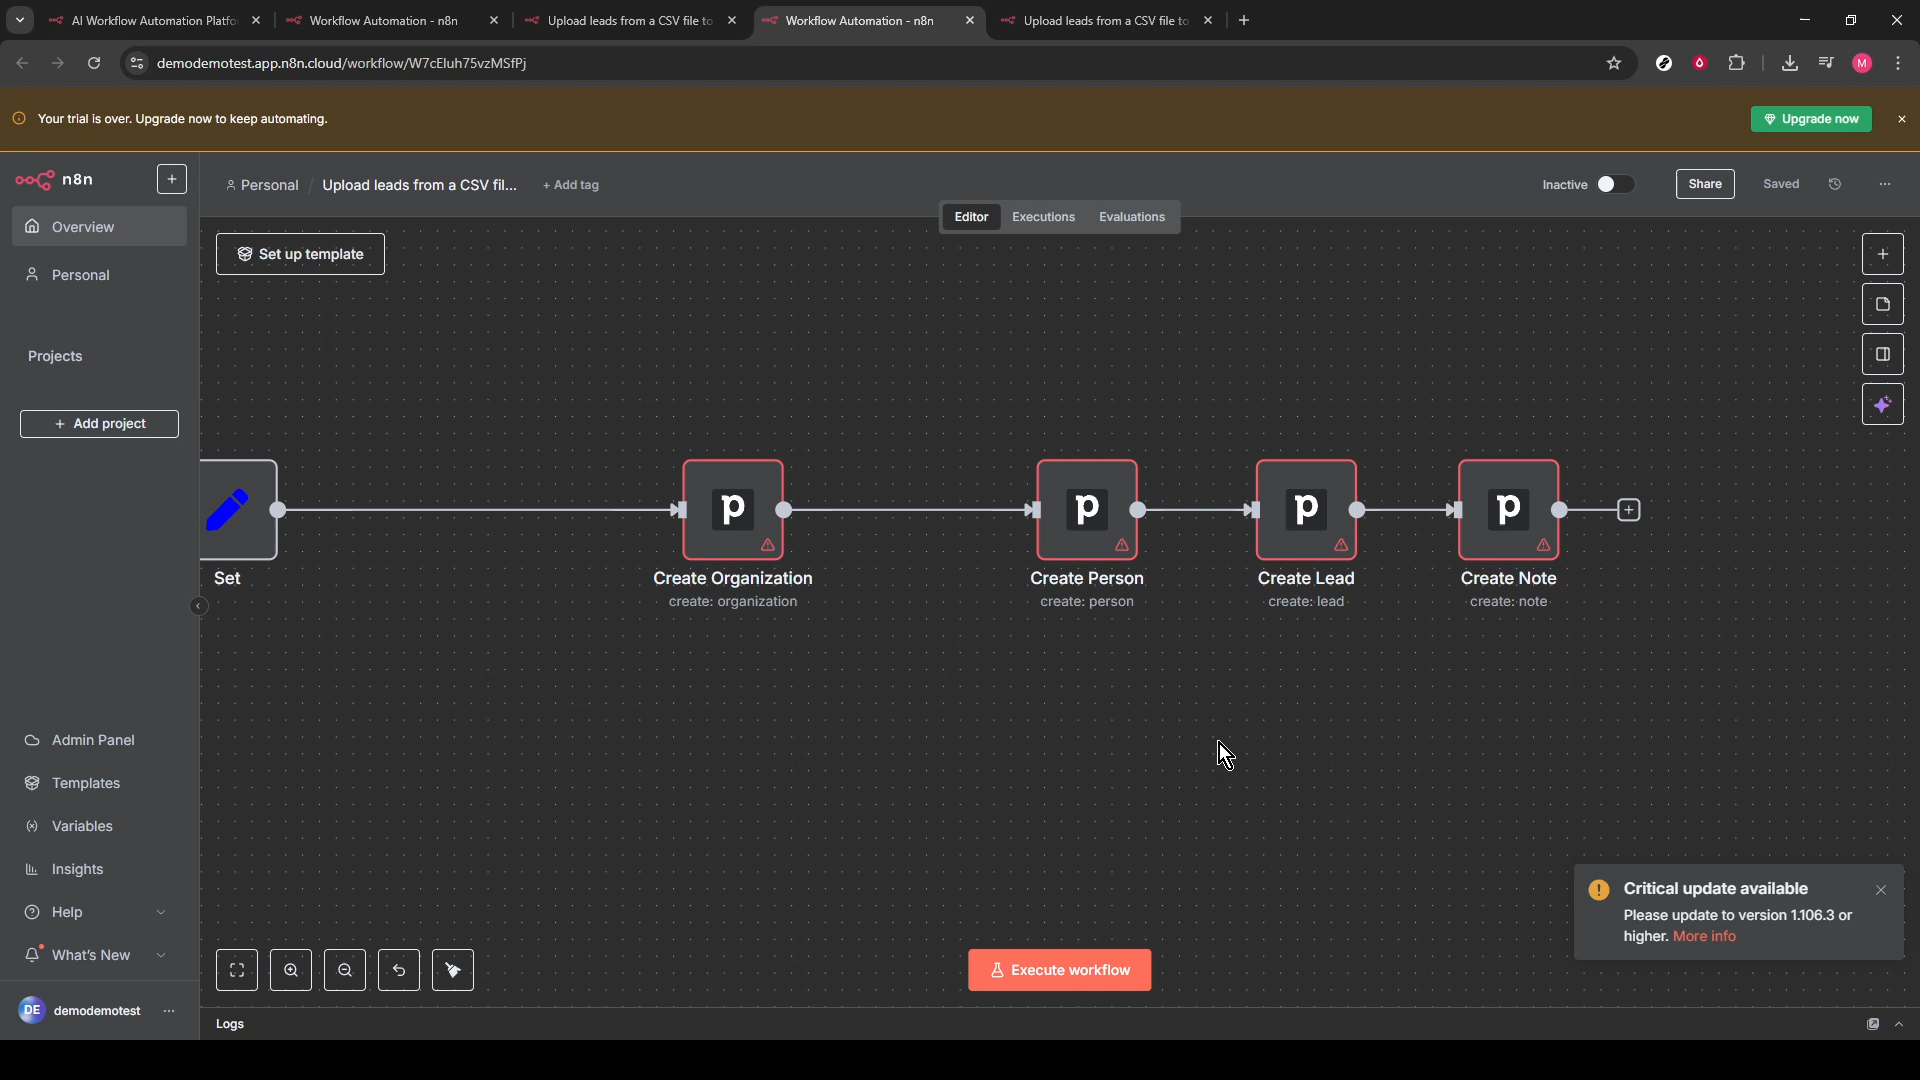 AI Workflow Automation Platfo
Workflow Automation - n8n
Upload leads from a CSV file to
Workflow Automation - n8n
Upload leads from a CSV file to
demodemotest.app.n8n.cloud/workflow/W7cEluh75vzMSfPj
M
Your trial is over. Upgrade now to keep automating.
Upgrade now
n8n
Personal / Upload leads from a CSV fil...
+ Add tag
Inactive
Share
Saved
Editor
Executions
Evaluations
Overview
Personal
Projects
+ Add project
Set up template
p
p
p
p
Set
Create Organization
create: organization
Create Person
create: person
Create Lead
create: lead
Create Note
create: note
Admin Panel
Templates
Variables
Insights
Help
What's New
DE
demodemotest
Critical update available
Please update to version 1.106.3 or
higher. More info
Execute workflow
Logs